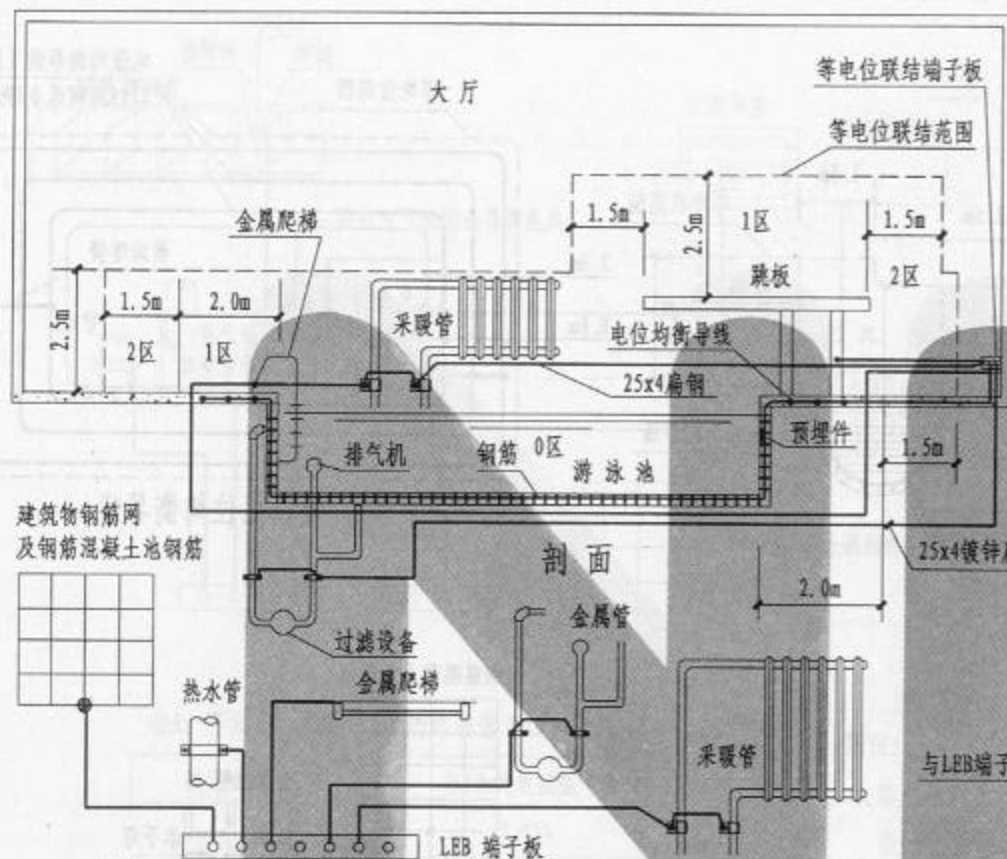 大厅
等电位联结端子板
等电位联结范围
金属爬梯
1.5m
2.5m
1区
1.5m
跳板
2区
2.5m
1.5m
2.0m
2区
1区
采暖管
电位均衡导线
25x4扁钢
排气机
钢筋
0区
游泳池
预埋件
1.5m
建筑物钢筋网
及钢筋混凝土池钢筋
剖面
25x4镀锌
2.0m
过滤设备
金属管
热水管
金属爬梯
采暖管
与LEB端子
LEB 端子板